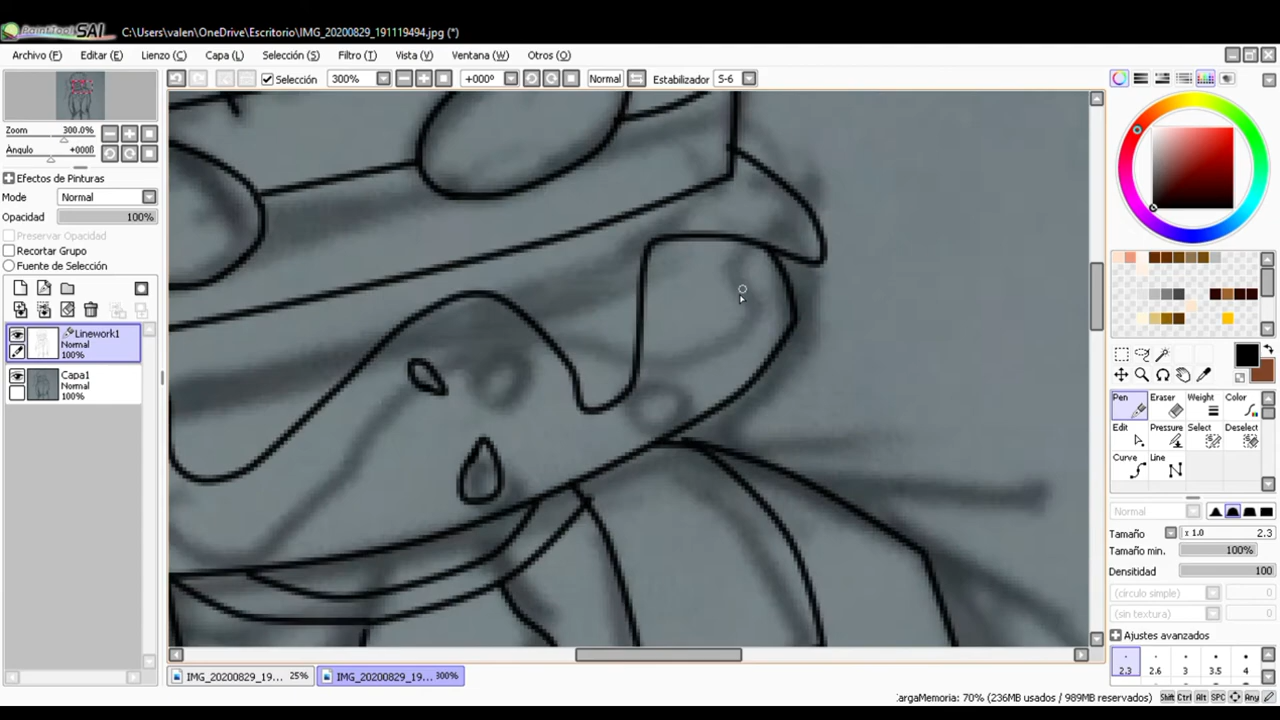 PaintTool SAI C:\Users\valen\OneDrive\Escritorio\IMG_20200829_191119494.jpg (*)
Archivo (F) Editar (E) Lienzo (C) Capa (L) Selección (S) Filtro (T) Vista (V) Ventana (W) Otros (O)
Selección 300% +000° Normal Estabilizador S-6
Zoom 300.0%
Ángulo +000ß
Efectos de Pinturas
Mode Normal
Opacidad 100%
Preservar Opacidad
Recortar Grupo
Fuente de Selección
Linework1
Normal
100%
Capa1
Normal
100%
Pen Eraser Weight Color
Edit Pressure Select Deselect
Curve Line
Normal
Tamaño x 1.0 2.3
Tamaño min. 100%
Densitidad 100
(círculo simple) 0
(sin textura) 0
Ajustes avanzados
2.3 2.6 3 3.5 4
IMG_20200829_19... 25% IMG_20200829_19... 300%
CargaMemoria: 70% (236MB usados / 989MB reservados) Shift Ctrl Alt SPC Any